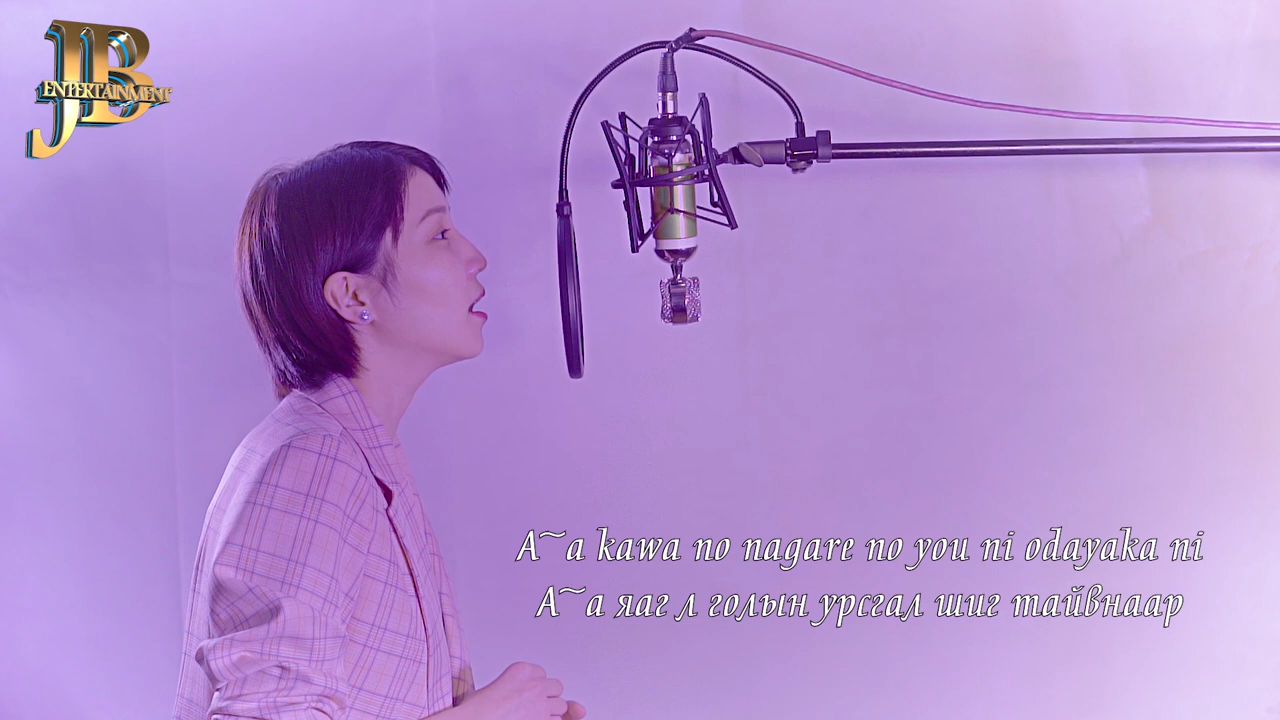 JB
ENTERTAINMENT
A~a kawa no nagare no you ni odayaka ni
А~а яаг л голын урсгал шиг тайвнаар